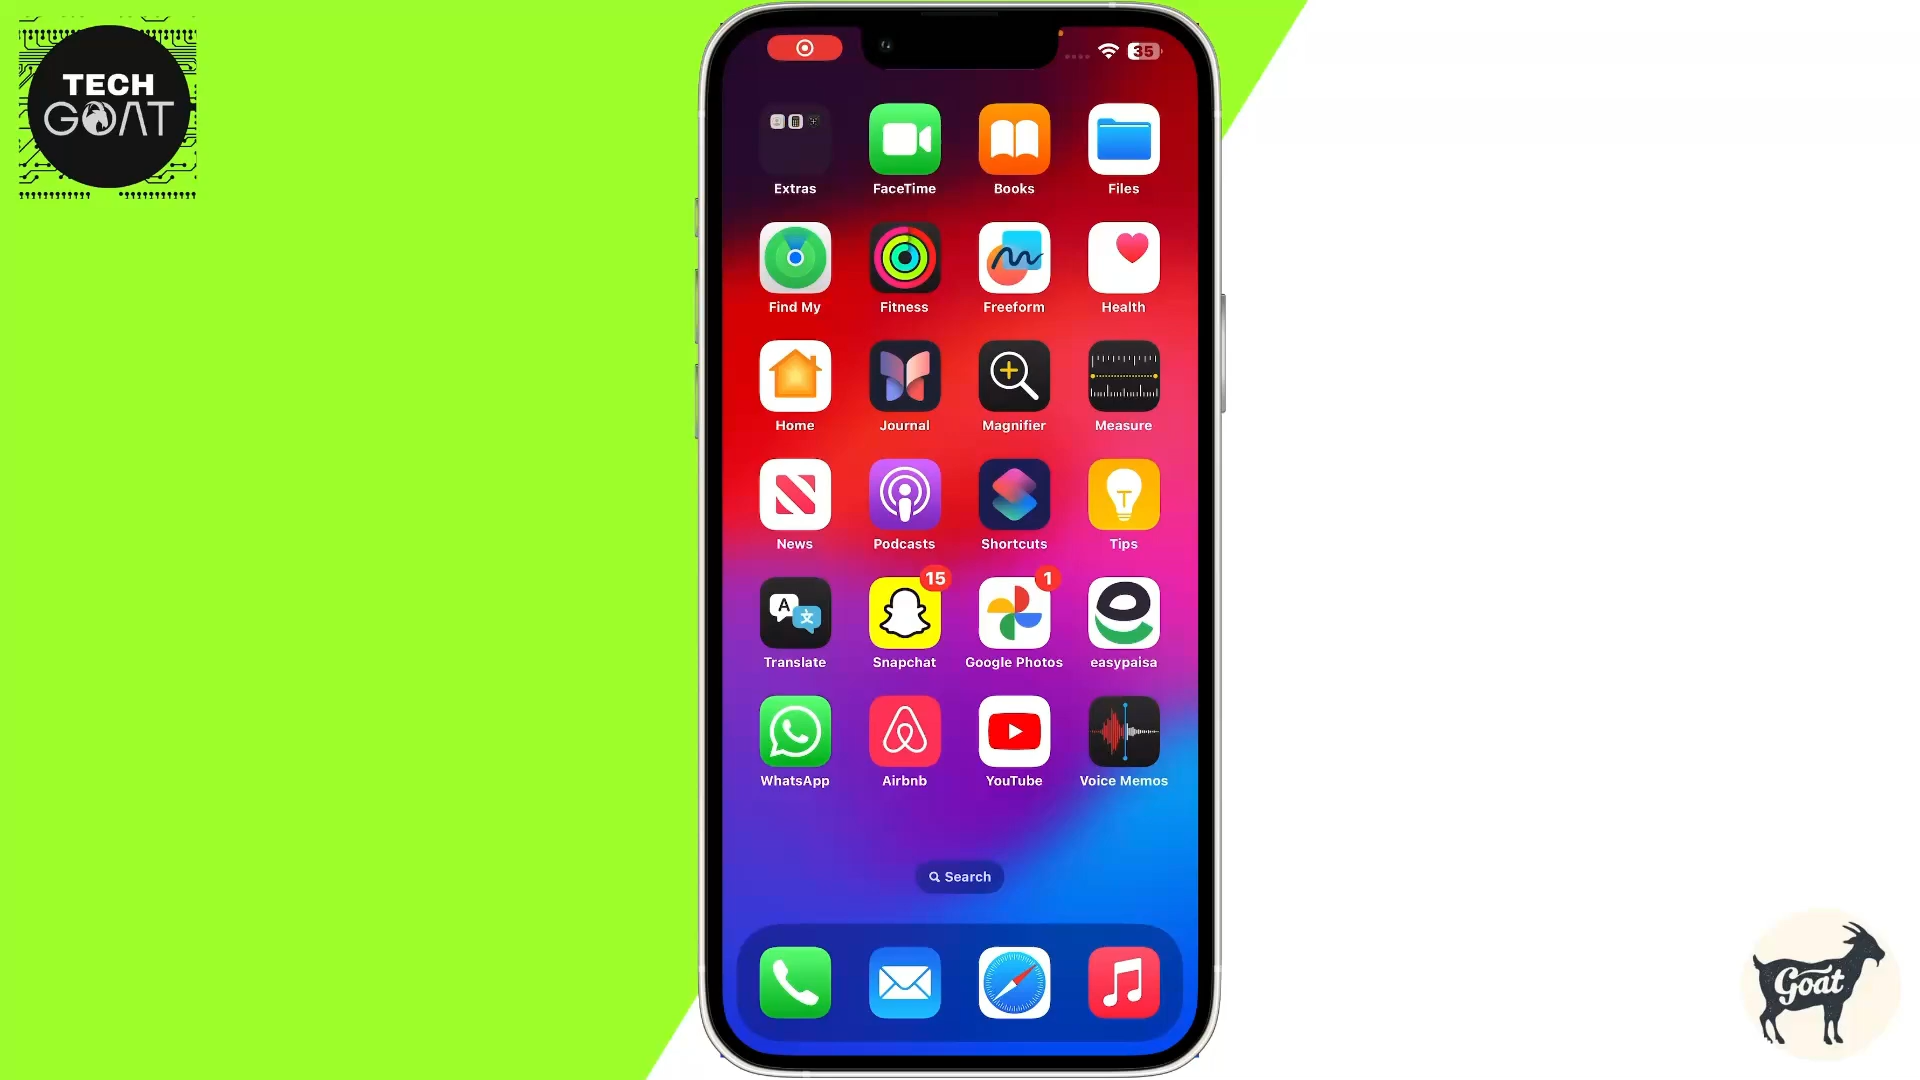 TECH
GOAT
35
Extras
FaceTime
Books
Files
Find My
Fitness
Freeform
Health
Home
Journal
Magnifier
Measure
News
Podcasts
Shortcuts
Tips
15
1
A
文
Translate
Snapchat
Google Photos
easypaisa
WhatsApp
Airbnb
YouTube
Voice Memos
Search
Goat